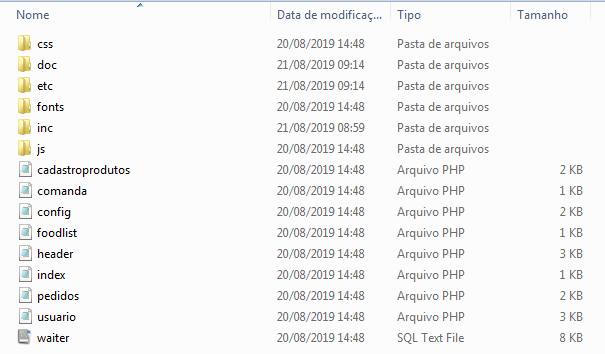 Nome Data de modificaç... Tipo Tamanho
css 20/08/2019 14:48 Pasta de arquivos
doc 21/08/2019 09:14 Pasta de arquivos
etc 21/08/2019 09:14 Pasta de arquivos
fonts 20/08/2019 14:48 Pasta de arquivos
inc 21/08/2019 08:59 Pasta de arquivos
js 20/08/2019 14:48 Pasta de arquivos
cadastroprodutos 20/08/2019 14:48 Arquivo PHP 2 KB
comanda 20/08/2019 14:48 Arquivo PHP 1 KB
config 20/08/2019 14:48 Arquivo PHP 2 KB
foodlist 20/08/2019 14:48 Arquivo PHP 1 KB
header 20/08/2019 14:48 Arquivo PHP 3 KB
index 20/08/2019 14:48 Arquivo PHP 1 KB
pedidos 20/08/2019 14:48 Arquivo PHP 2 KB
usuario 20/08/2019 14:48 Arquivo PHP 3 KB
waiter 20/08/2019 14:48 SQL Text File 8 KB